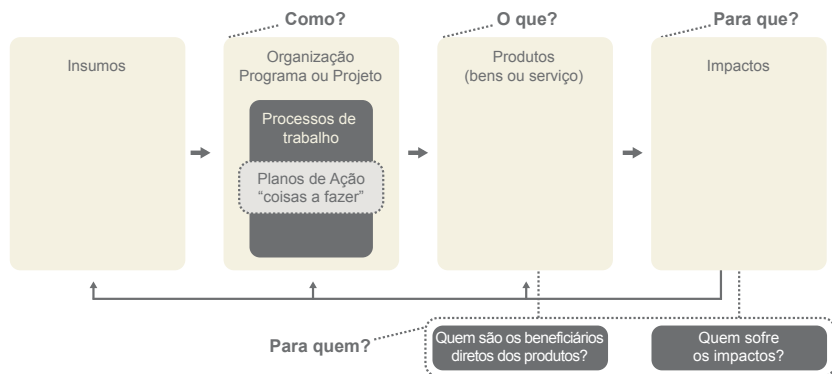 Como?
O que?
Para que?
Insumos
Organização
Programa ou Projeto
Processos de
trabalho
Planos de Ação
“coisas a fazer”
Produtos
(bens ou serviço)
Impactos
Para quem?
Quem são os beneficiários
diretos dos produtos?
Quem sofre
os impactos?